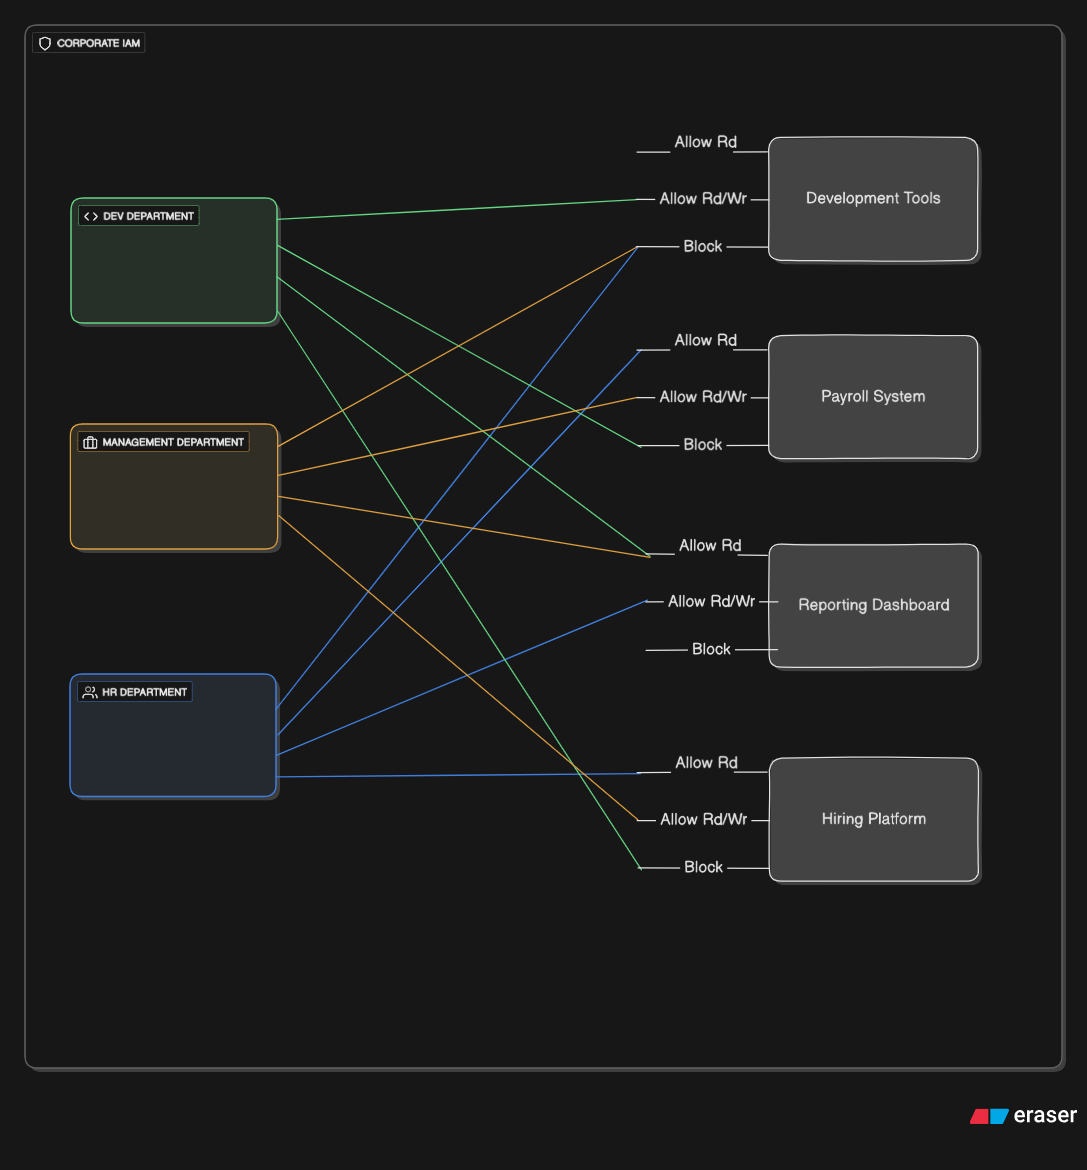 CORPORATE IAM
Allow Rd
Allow Rd/Wr
Block
Development Tools
DEV DEPARTMENT
Allow Rd
Allow Rd/Wr
Block
Payroll System
MANAGEMENT DEPARTMENT
Allow Rd
Allow Rd/Wr
Block
Reporting Dashboard
HR DEPARTMENT
Allow Rd
Allow Rd/Wr
Block
Hiring Platform
eraser